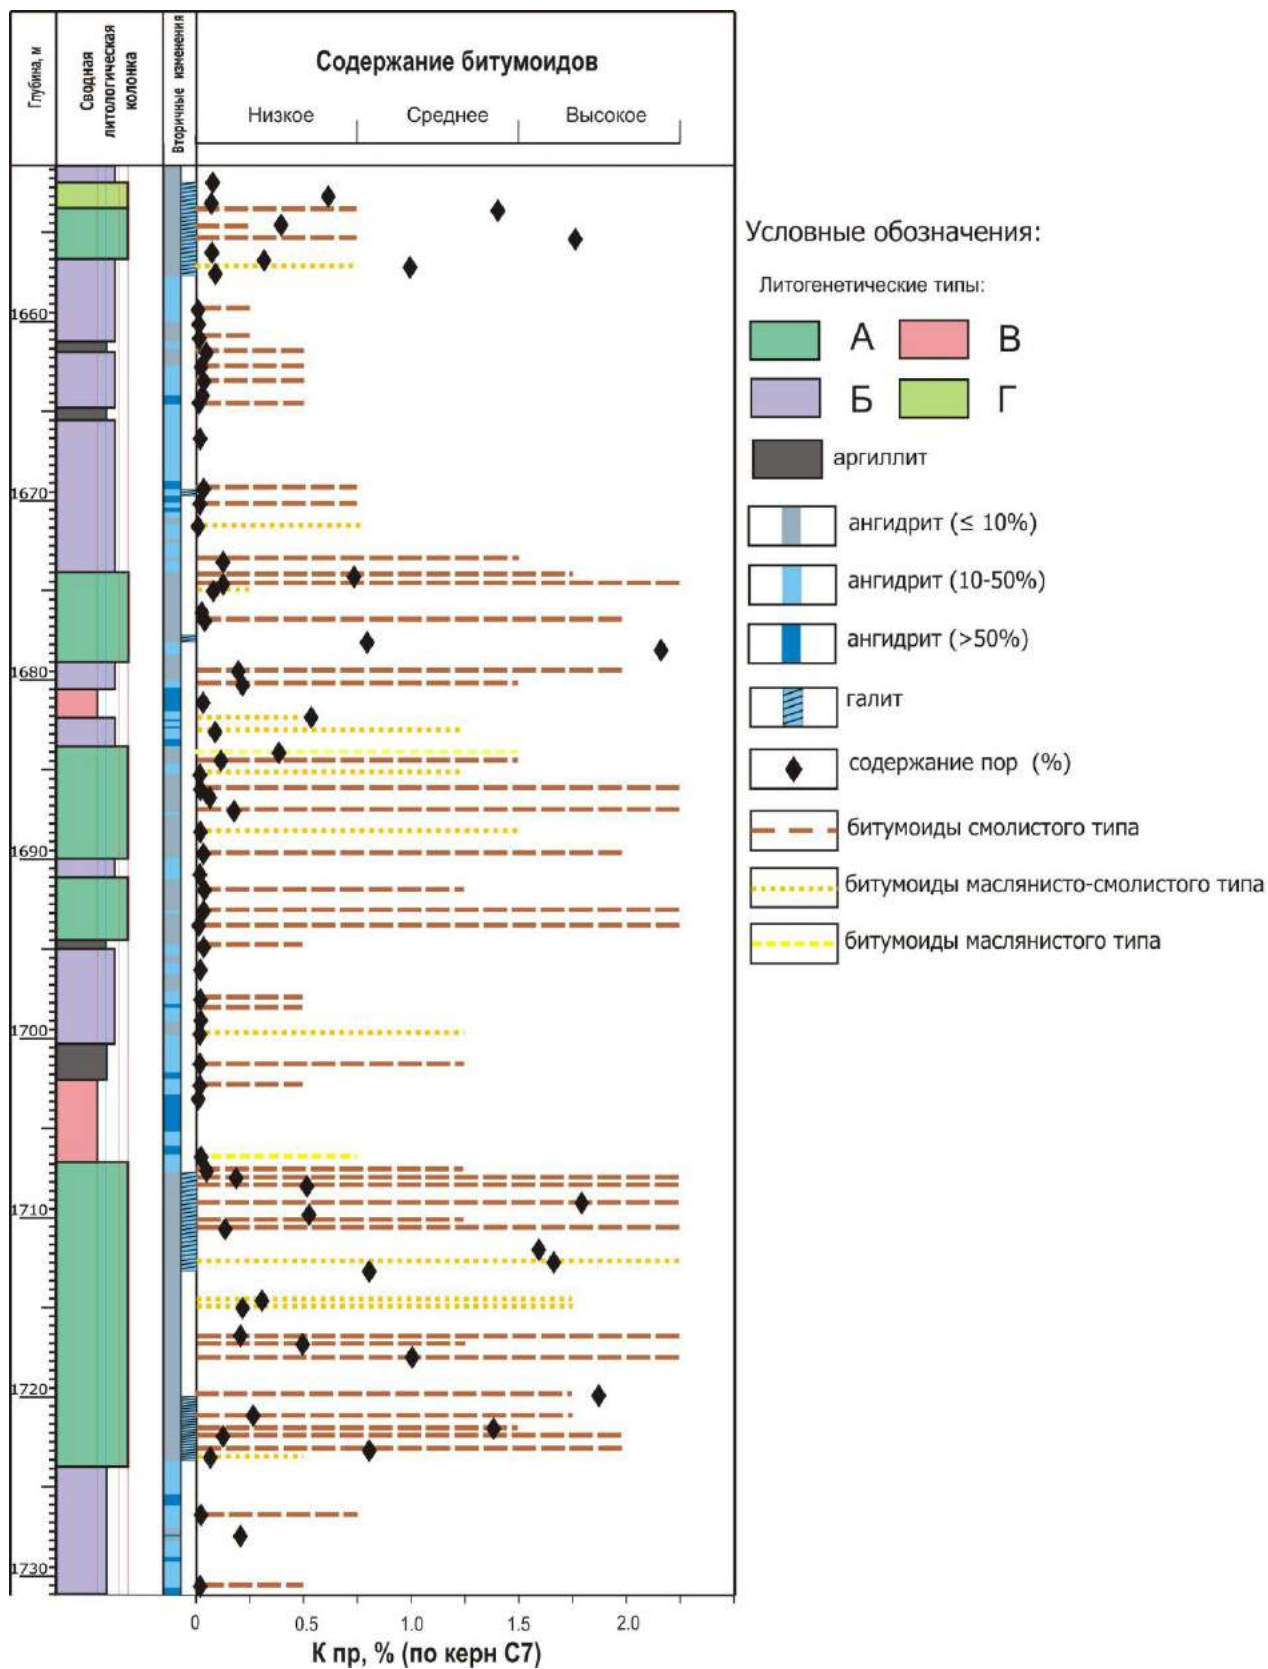 Глубина, м
Сводная
литологическая
колонка
Вторичные изменения
Содержание битумоидов
Низкое
Среднее
Высокое
1660
1670
1680
1690
1700
1710
1720
1730
0
0.5
1.0
1.5
2.0
К пр, % (по керн С7)
Условные обозначения:
Литогенетические типы:
А
В
Б
Г
аргиллит
ангидрит (≤ 10%)
ангидрит (10-50%)
ангидрит (>50%)
галит
содержание пор (%)
битумоиды смолистого типа
битумоиды маслянисто-смолистого типа
битумоиды маслянистого типа